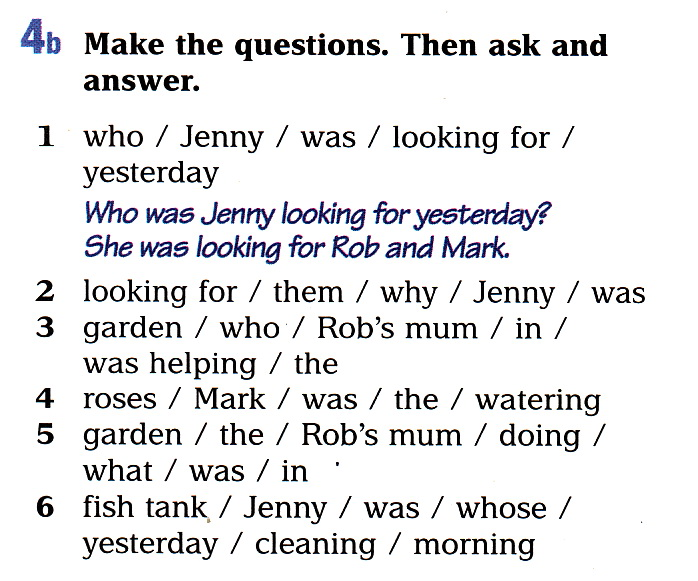 4b Make the questions. Then ask and
answer.
1 who / Jenny / was / looking for /
yesterday
Who was Jenny looking for yesterday?
She was looking for Rob and Mark.
2 looking for / them / why / Jenny / was
3 garden / who / Rob's mum / in /
was helping / the
4 roses / Mark / was / the / watering
5 garden / the / Rob's mum / doing /
what / was / in
6 fish tank / Jenny / was / whose /
yesterday / cleaning / morning